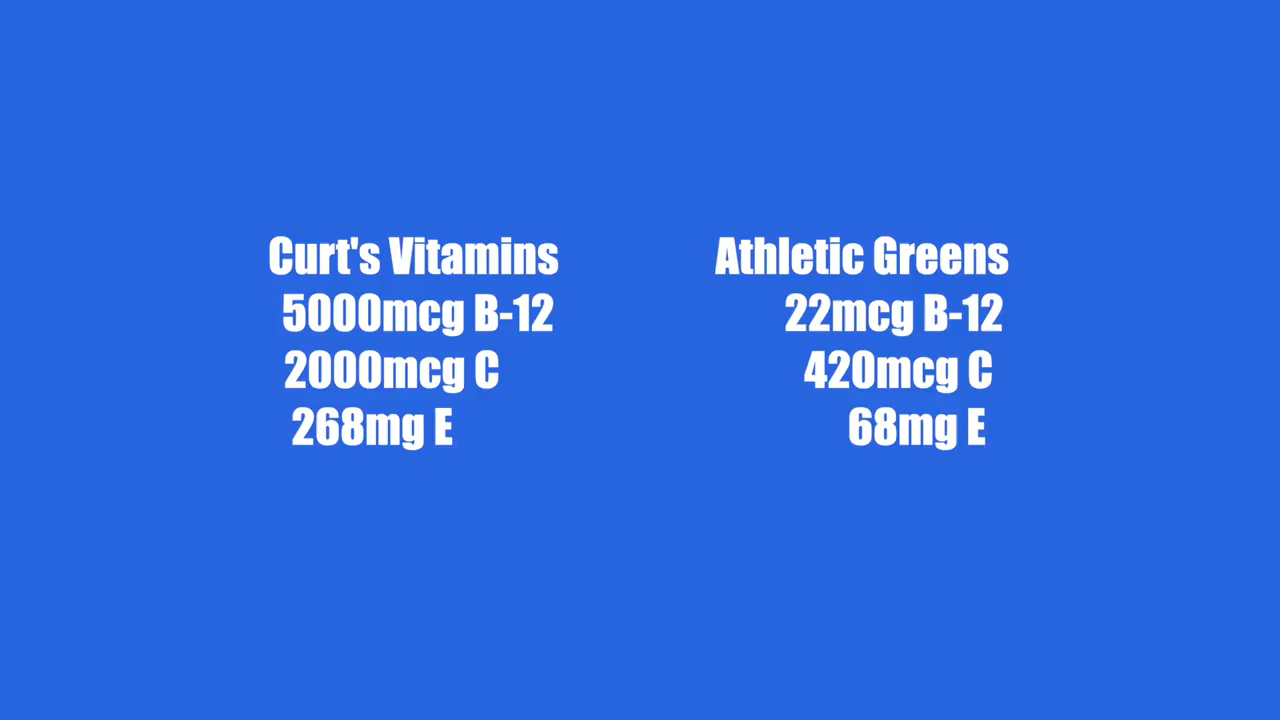 Curt's Vitamins
5000mcg B-12
2000mcg C
268mg E
Athletic Greens
22mcg B-12
420mcg C
68mg E